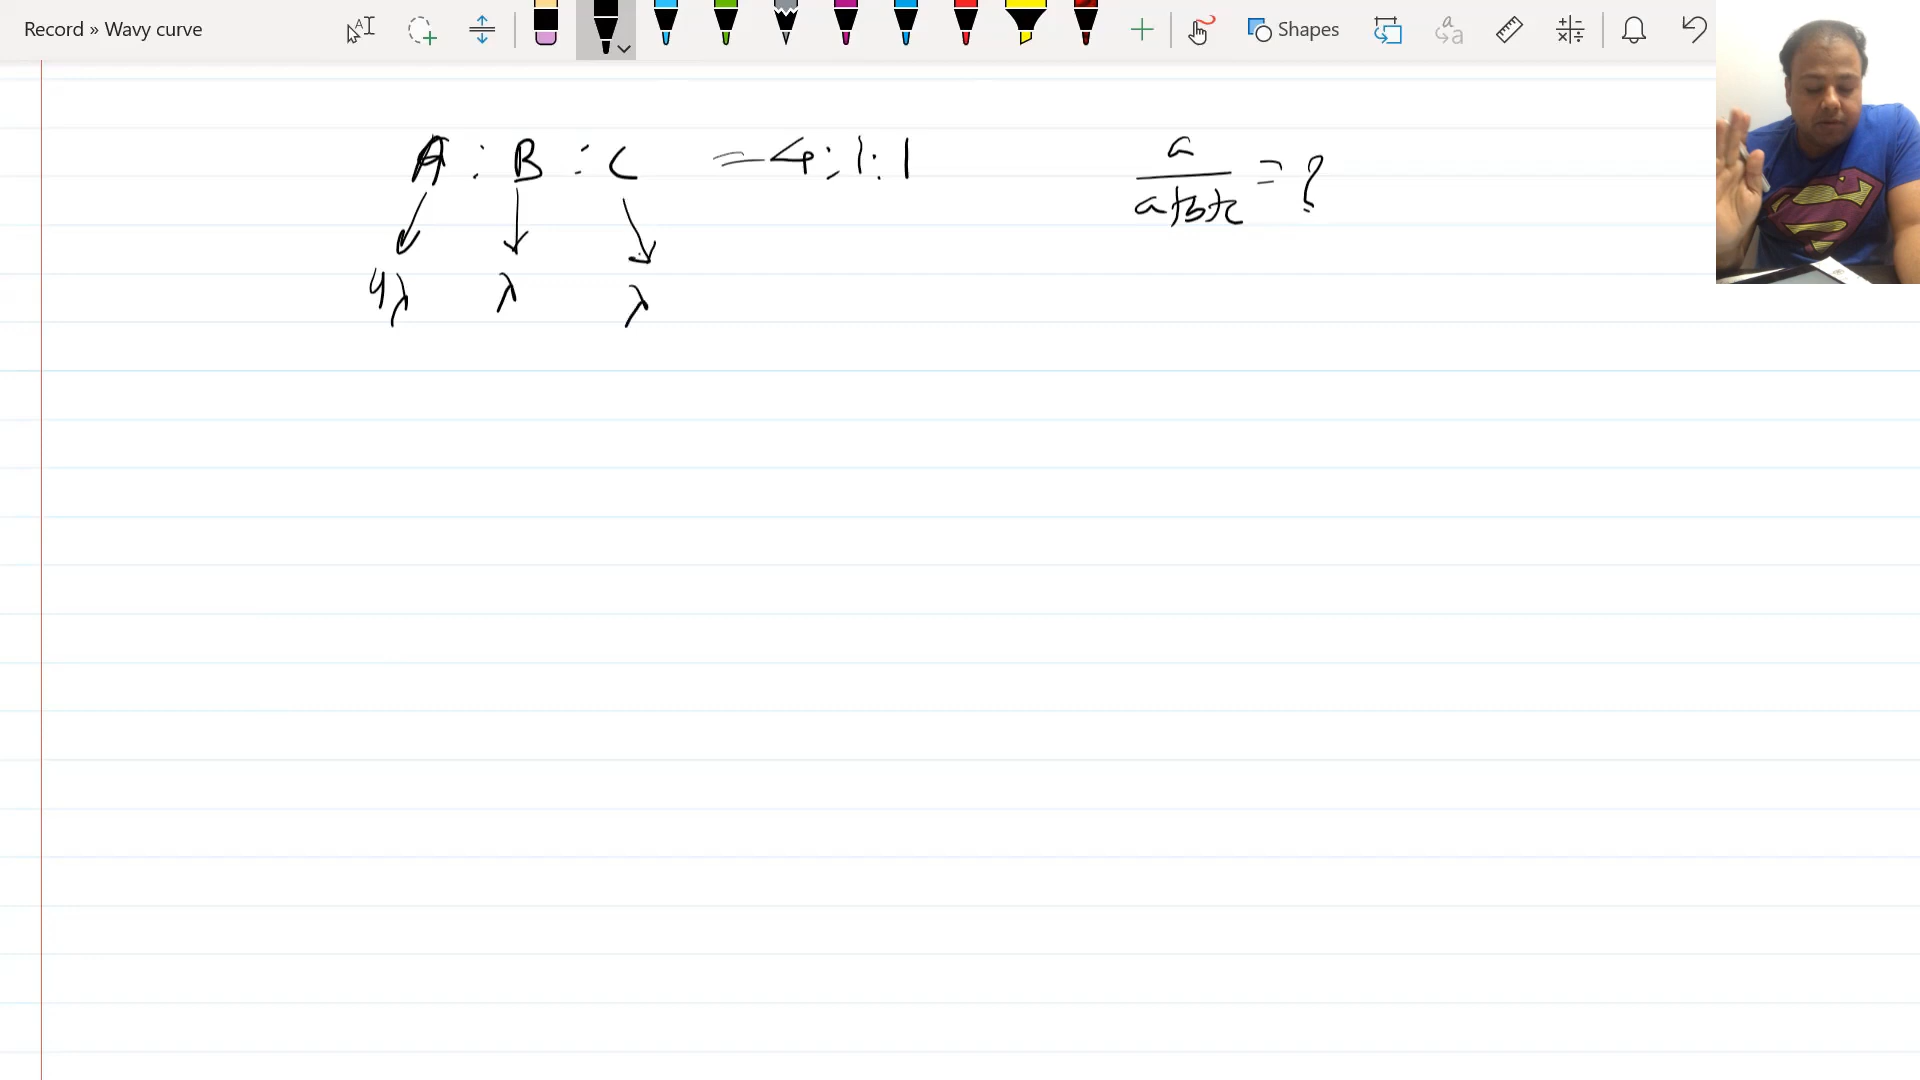 Record » Wavy curve
Shapes
A : B : C = 4 : 1 : 1
4λ λ λ
a
a+b+c = ?